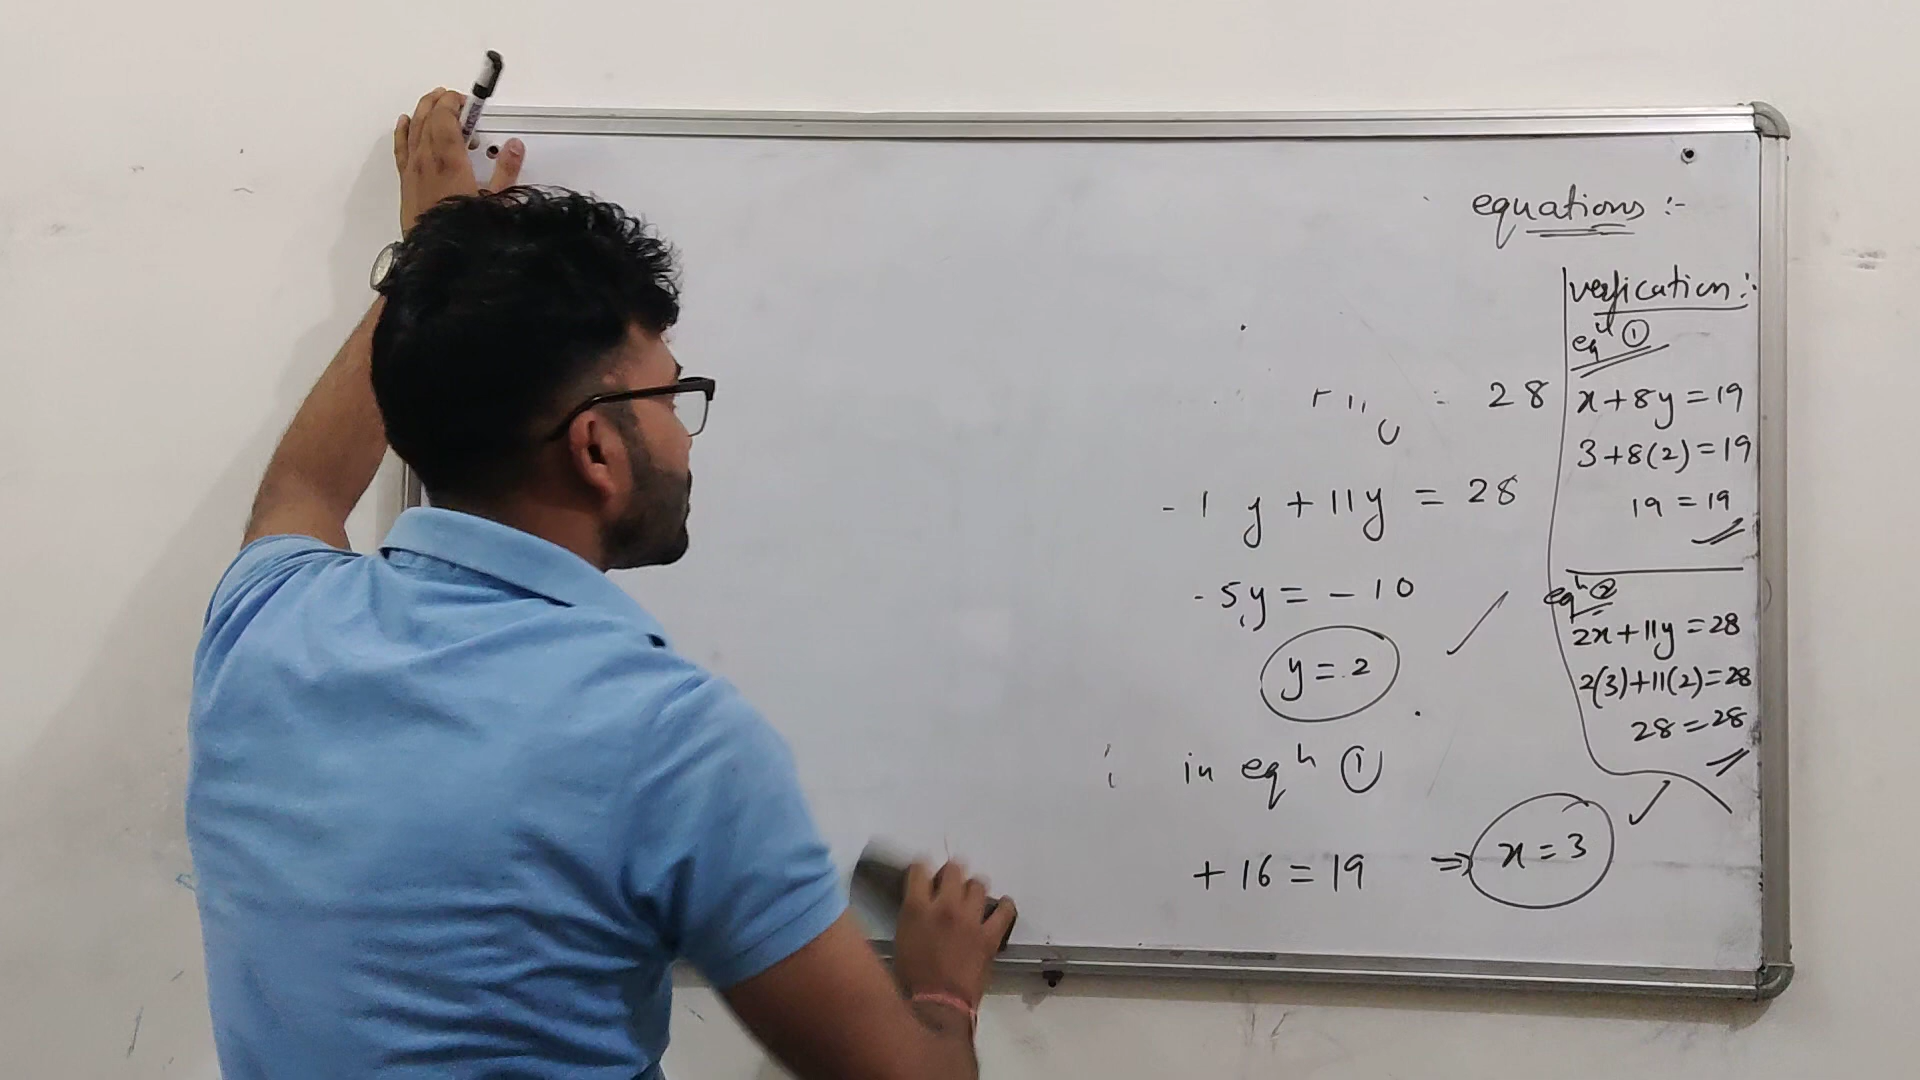 equations :-
= 28
- 1 y + 11y = 28
- 5y = - 10
y = 2
in eqn ①
+ 16 = 19 ⇒ x = 3
verfication :-
eqn ①
x + 8y = 19
3 + 8(2) = 19
19 = 19
eqn ②
2x + 11y = 28
2(3) + 11(2) = 28
28 = 28